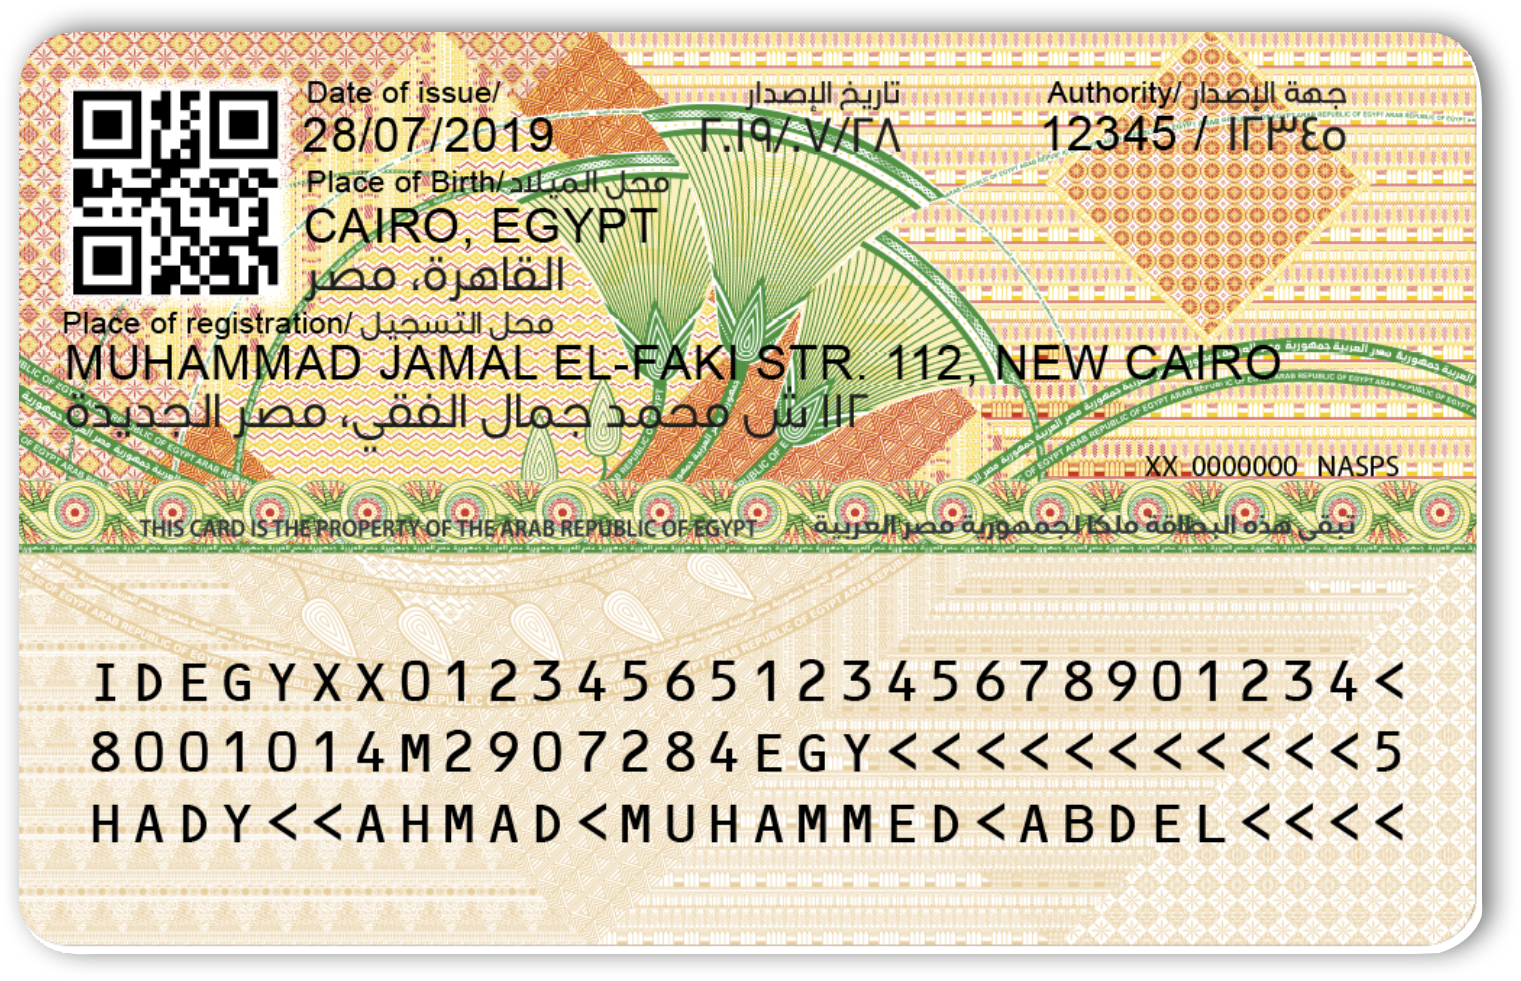 Date of issue/ تاريخ الإصدار
28/07/2019 ٢٠١٩/٠٧/٢٨
Authority/ جهة الإصدار
12345 / ١٢٣٤٥
Place of Birth/ محل الميلاد
CAIRO, EGYPT
القاهرة، مصر
Place of registration/ محل التسجيل
MUHAMMAD JAMAL EL-FAKI STR. 112, NEW CAIRO
١١٢ ش محمد جمال الفقي، مصر الجديدة
XX 0000000 NASPS
THIS CARD IS THE PROPERTY OF THE ARAB REPUBLIC OF EGYPT تبقى هذه البطاقة ملكا لجمهورية مصر العربية
IDEGYXX0123456512345678901234<
8001014M2907284EGY<<<<<<<<<<<5
HADY<<AHMAD<MUHAMMED<ABDEL<<<<